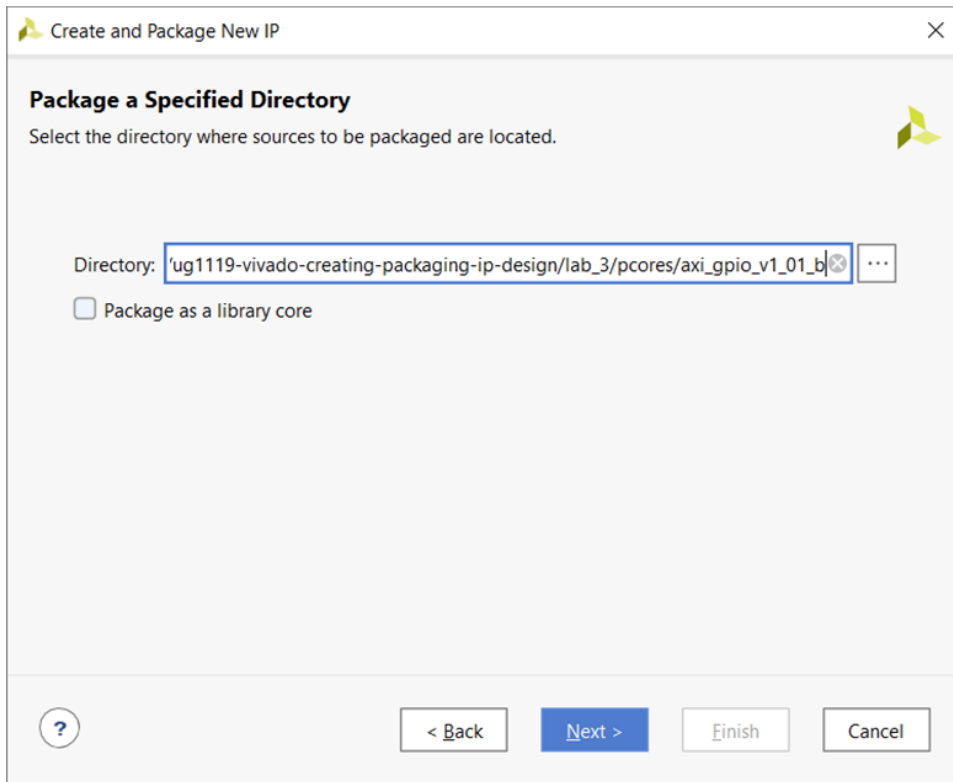 Create and Package New IP
Package a Specified Directory
Select the directory where sources to be packaged are located.
Directory: /ug1119-vivado-creating-packaging-ip-design/lab_3/pcores/axi_gpio_v1_01_b ···
Package as a library core
? < Back Next > Finish Cancel